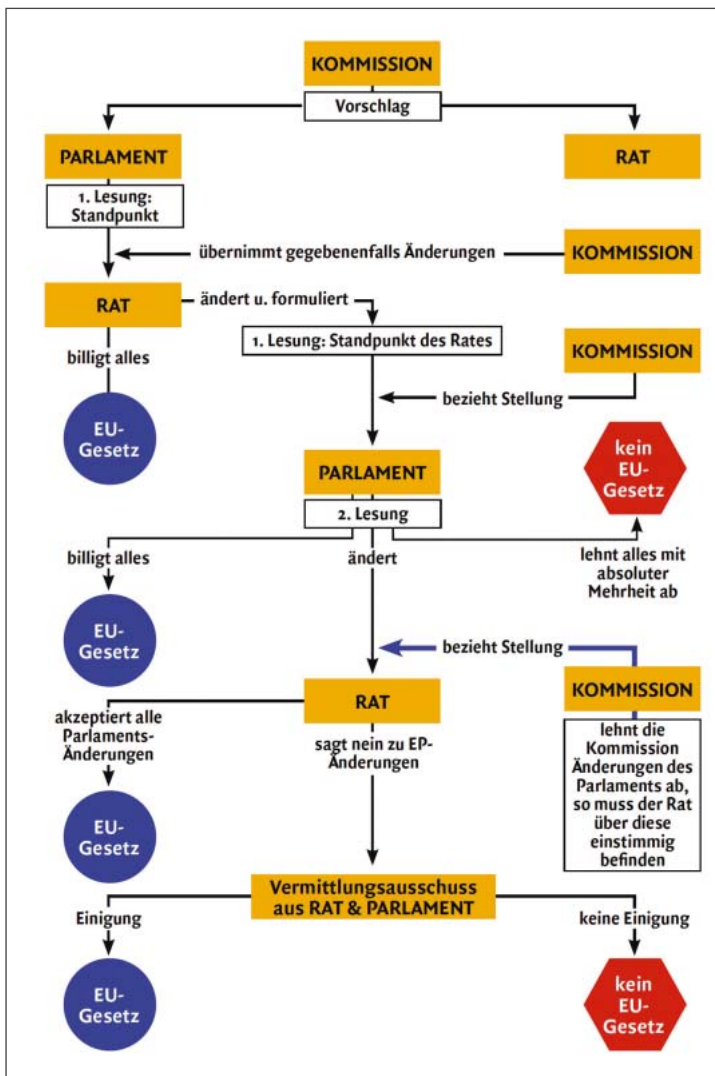 KOMMISSION
Vorschlag
PARLAMENT
RAT
1. Lesung:
Standpunkt
übernimmt gegebenenfalls Änderungen
KOMMISSION
RAT
ändert u. formuliert
1. Lesung: Standpunkt des Rates
KOMMISSION
billigt alles
bezieht Stellung
EU-
Gesetz
kein
EU-
Gesetz
PARLAMENT
2. Lesung
billigt alles
ändert
lehnt alles mit
absoluter
Mehrheit ab
EU-
Gesetz
bezieht Stellung
KOMMISSION
RAT
lehnt die
Kommission
Änderungen des
Parlaments ab,
so muss der Rat
über diese
einstimmig
befinden
akzeptiert alle
Parlaments-
Änderungen
sagt nein zu EP-
Änderungen
EU-
Gesetz
Vermittlungsausschuss
aus RAT & PARLAMENT
Einigung
keine Einigung
EU-
Gesetz
kein
EU-
Gesetz